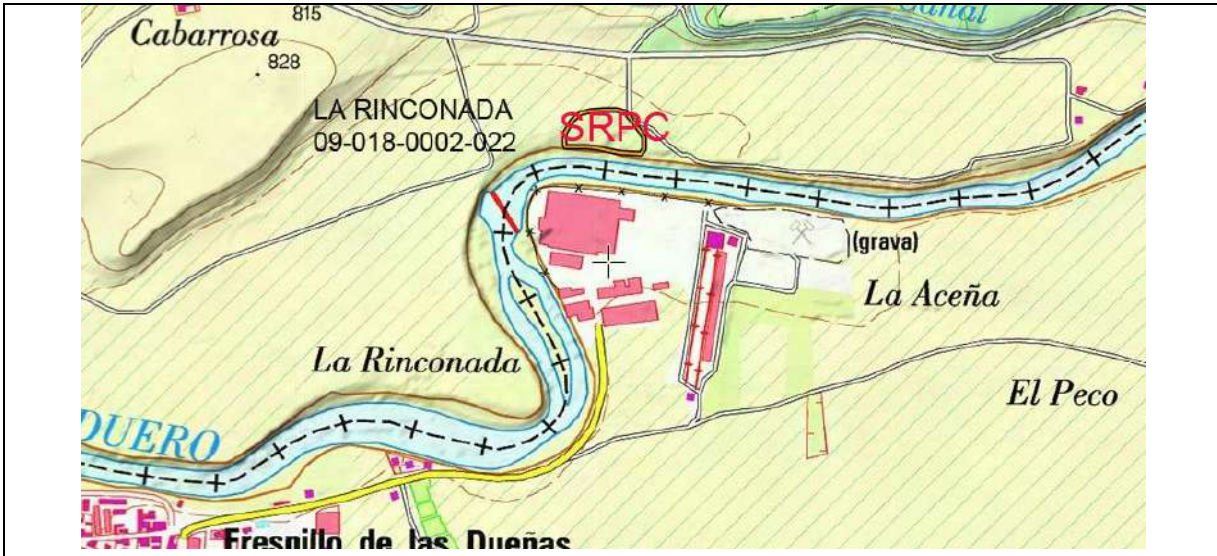 815
Canal
Cabarrosa
828
LA RINCONADA
SRPC
09-018-0002-022
(grava)
La Aceña
La Rinconada
El Peco
DUERO
Fresnillo de las Dueñas